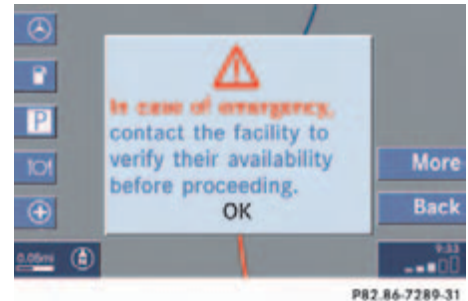 In case of emergency,
contact the facility to
verify their availability
before proceeding.
OK
P
More
Back
0.05mi
N
9:33
P82.86-7289-31